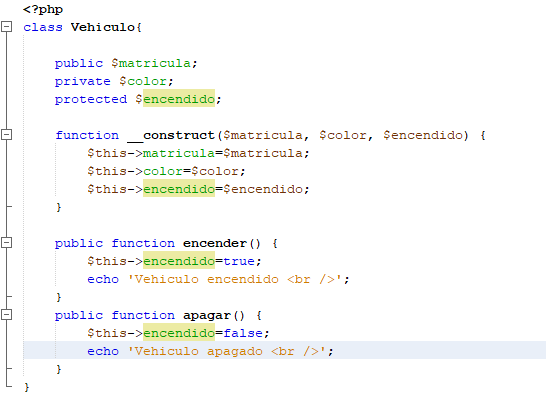 <?php
class Vehiculo{
public $matricula;
private $color;
protected $encendido;
function __construct($matricula, $color, $encendido) {
$this->matricula=$matricula;
$this->color=$color;
$this->encendido=$encendido;
}
public function encender() {
$this->encendido=true;
echo 'Vehiculo encendido <br />';
}
public function apagar() {
$this->encendido=false;
echo 'Vehiculo apagado <br />';
}
}